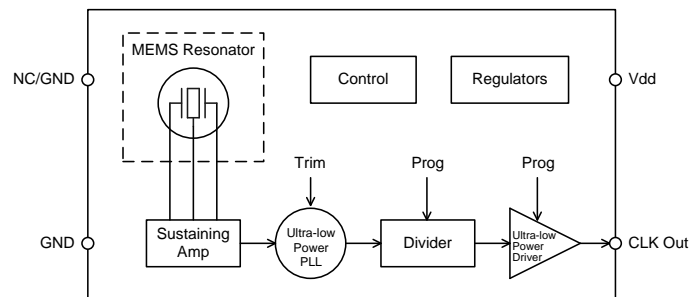 MEMS Resonator
Control
Regulators
NC/GND
Vdd
Trim
Prog
Prog
GND
Sustaining
Amp
Ultra-low
Power
PLL
Divider
Ultra-low
Power
Driver
CLK Out